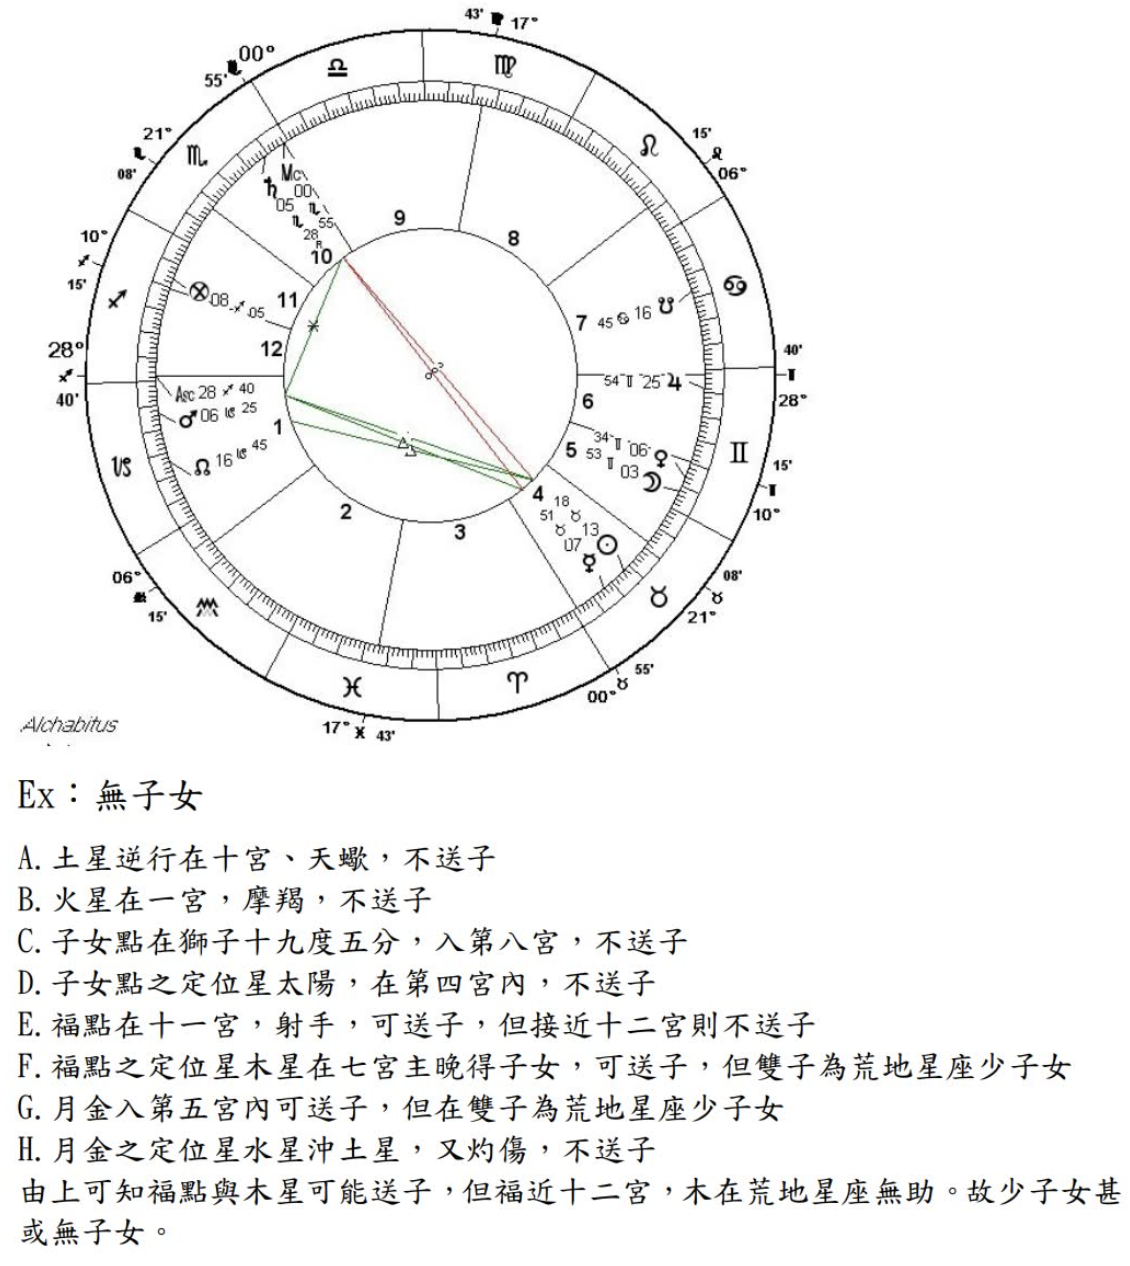 43' ♍ 17°
00° ♏ 55'
♎
♍
21° ♏ 08'
♏
♌
15' ♌ 06°
Mc 00 ♏ 55
♄ 05 ♏ 28 R
9
8
10
10° ♐ 15'
♐
11
⊗ 08 ♐ 05
7
45 ♋ 16 ☋
♋
28° ♐ 40'
12
54 ♊ 25 ♃
40' ♊ 28°
Asc 28 ♐ 40
♂ 06 ♑ 25
1
6
☊ 16 ♑ 45
♑
5
34 ♊ 06 ♀
53 ♊ 03 ☽
♊
15' ♊ 10°
2
3
4
18 ♉ 13 ☉
51 ♉ 07 ☿
06° ♒ 15'
♒
♉
08' ♉ 21°
♓
♈
00° ♉ 55'
17° ♓ 43'
Alchabitus
Ex：無子女
A.土星逆行在十宮、天蠍，不送子
B.火星在一宮，摩羯，不送子
C.子女點在獅子十九度五分，入第八宮，不送子
D.子女點之定位星太陽，在第四宮內，不送子
E.福點在十一宮，射手，可送子，但接近十二宮則不送子
F.福點之定位星木星在七宮主晚得子女，可送子，但雙子為荒地星座少子女
G.月金入第五宮內可送子，但在雙子為荒地星座少子女
H.月金之定位星水星沖土星，又灼傷，不送子
由上可知福點與木星可能送子，但福近十二宮，木在荒地星座無助。故少子女甚
或無子女。